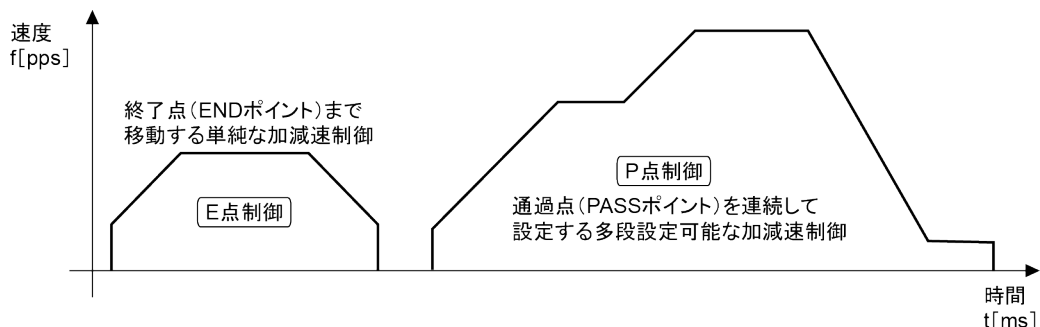 速度
f[pps]
終了点(ENDポイント)まで
移動する単純な加減速制御
E点制御
P点制御
通過点(PASSポイント)を連続して
設定する多段設定可能な加減速制御
時間
t[ms]